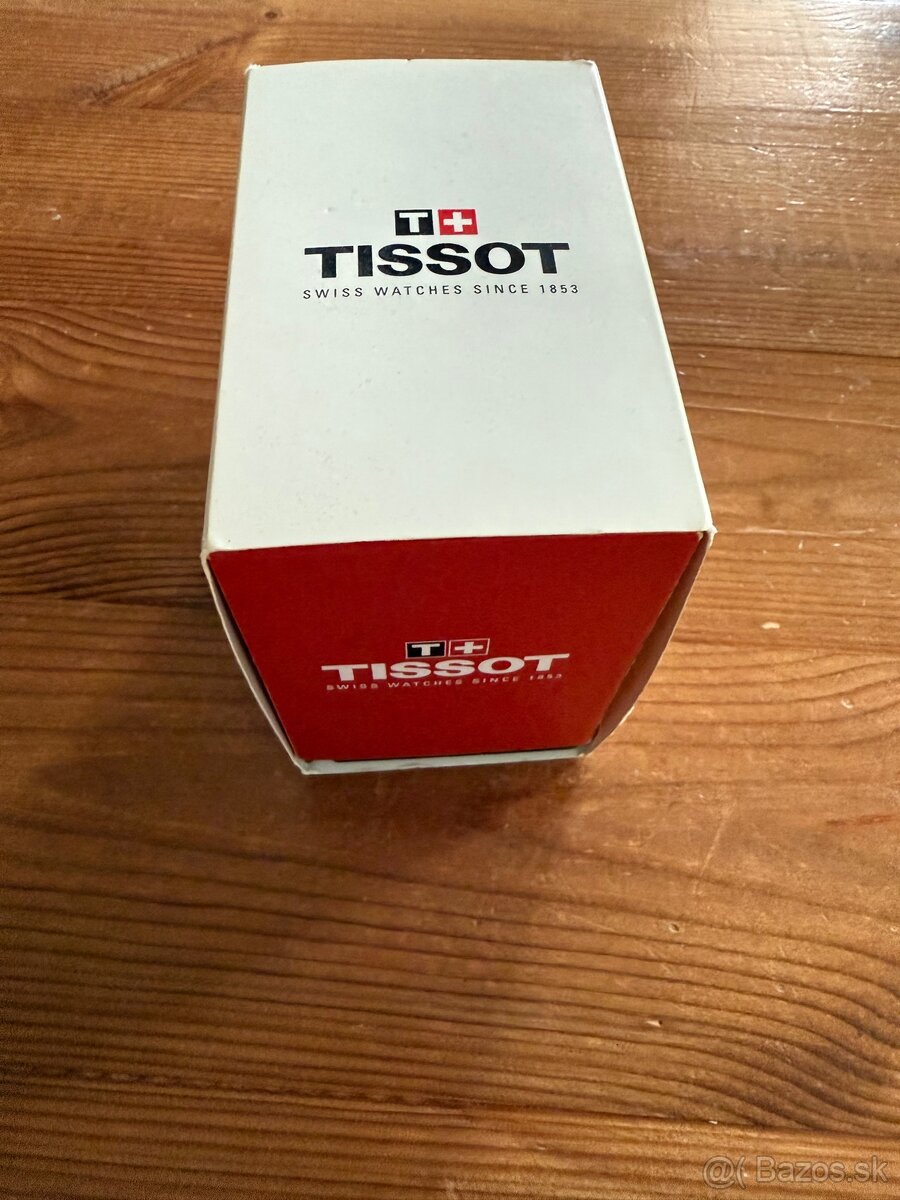 T+
TISSOT
SWISS WATCHES SINCE 1853
T+
TISSOT
SWISS WATCHES SINCE 1853
@( Bazos.sk